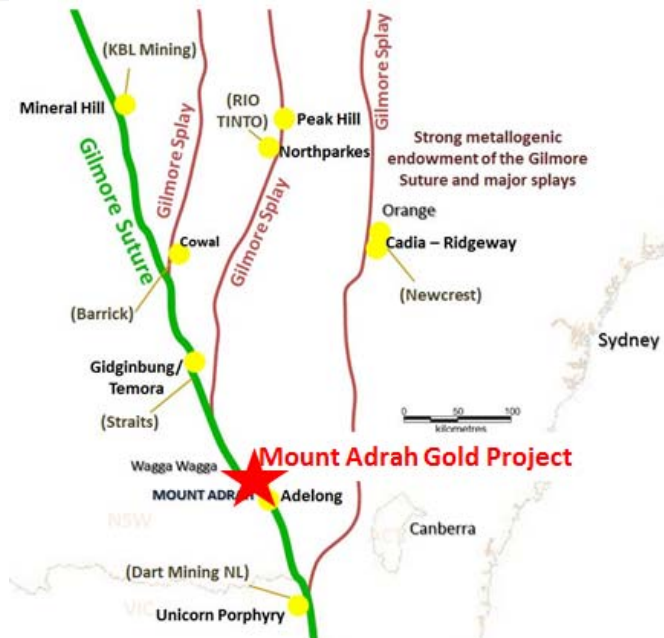 (KBL Mining)
Mineral Hill
Gilmore Suture
Gilmore Splay
(RIO
TINTO)
Peak Hill
Northparkes
Gilmore Splay
Gilmore Splay
Strong metallogenic
endowment of the Gilmore
Suture and major splays
Orange
Cadia – Ridgeway
(Newcrest)
Cowal
(Barrick)
Sydney
Gidginbung/
Temora
(Straits)
0 50 100
kilometres
Wagga Wagga
Mount Adrah Gold Project
MOUNT ADRAH
Adelong
NSW
Canberra
ACT
(Dart Mining NL)
VIC
Unicorn Porphyry